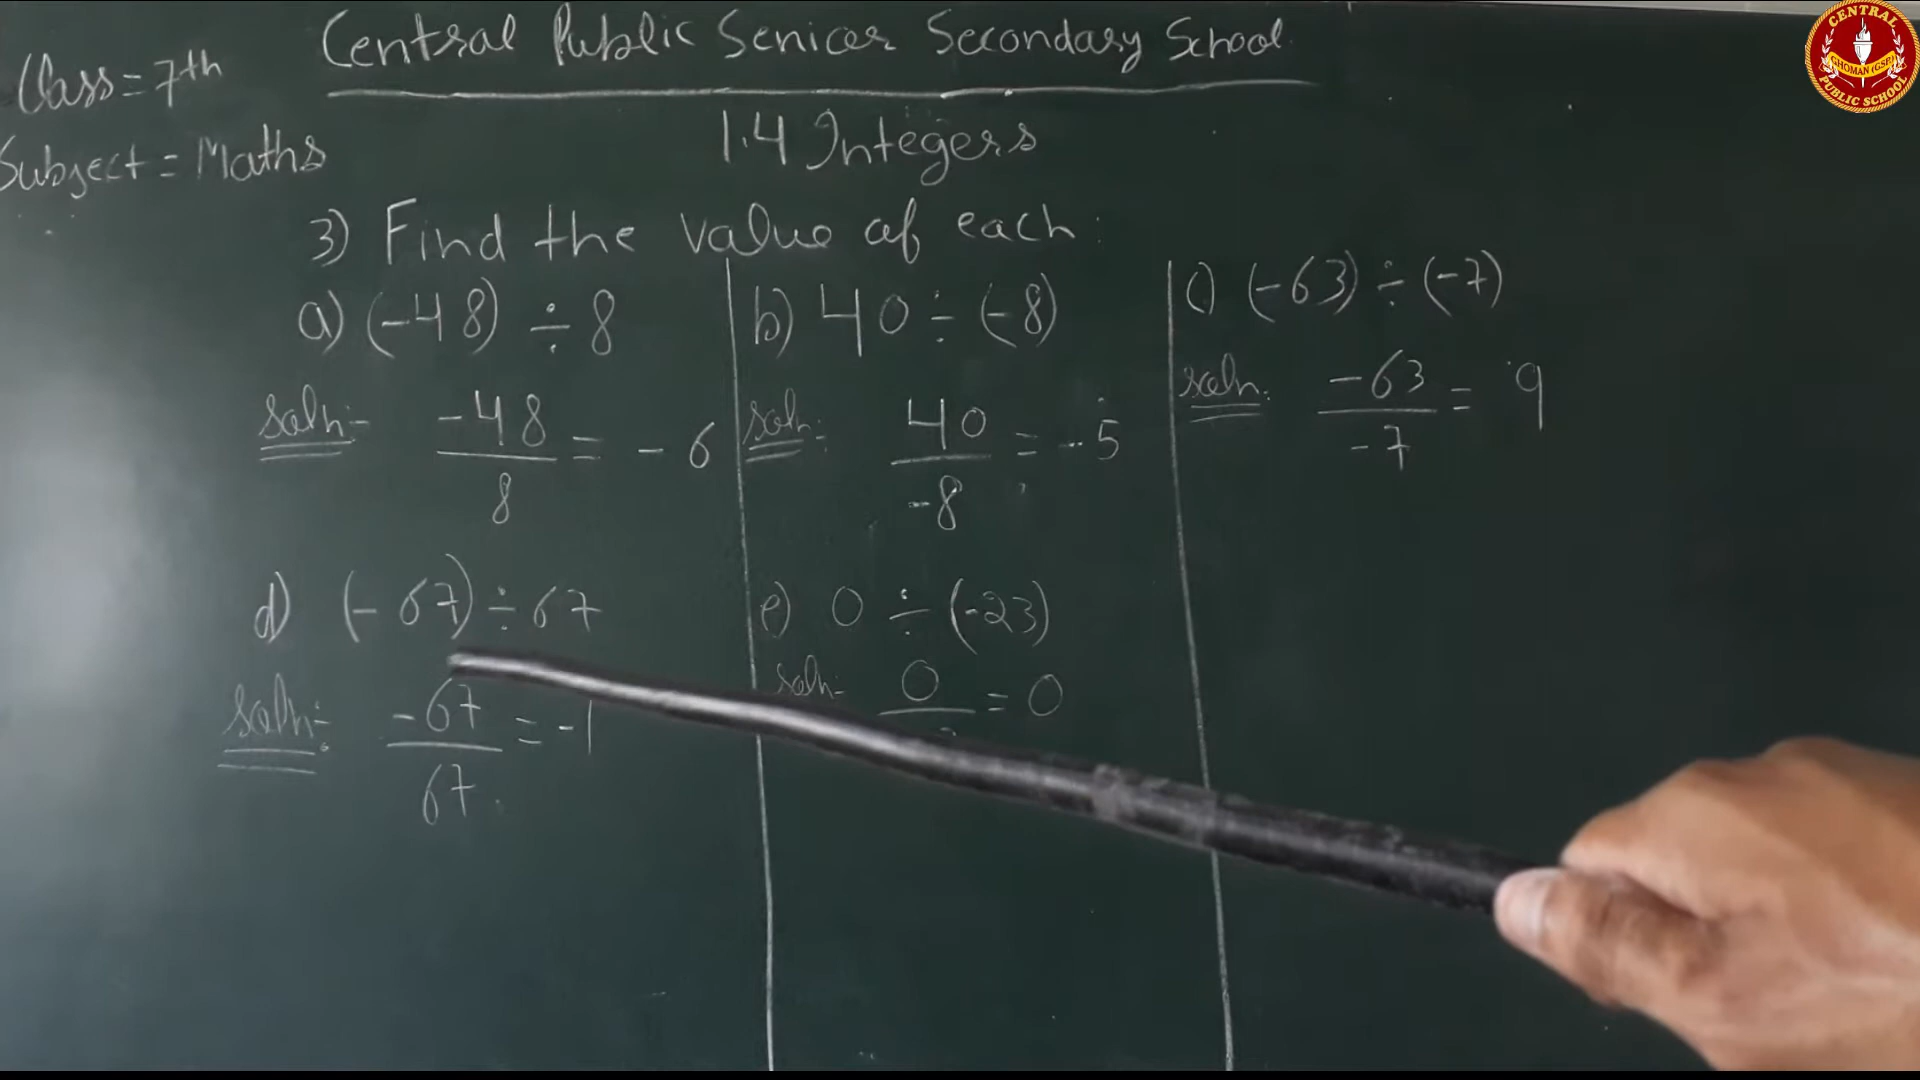 Central Public Senior Secondary School
Class = 7th
Subject = Maths
1.4 Integers
3) Find the value of each:
a) (-48) ÷ 8
soln:- -48/8 = -6
b) 40 ÷ (-8)
soln:- 40/-8 = -5
c) (-63) ÷ (-7)
soln:- -63/-7 = 9
d) (-67) ÷ 67
soln:- -67/67 = -1
e) 0 ÷ (-23)
soln:- 0/ = 0
CENTRAL
GHOMAN (GSP)
PUBLIC SCHOOL